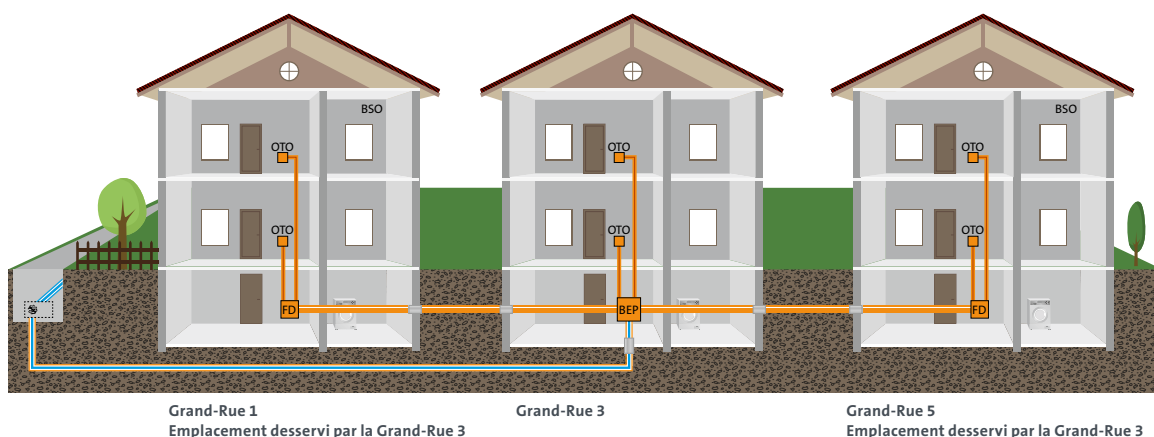 BSO
BSO
OTO
OTO
OTO
OTO
OTO
OTO
FD
BEP
FD
Grand-Rue 1
Emplacement desservi par la Grand-Rue 3
Grand-Rue 3
Grand-Rue 5
Emplacement desservi par la Grand-Rue 3